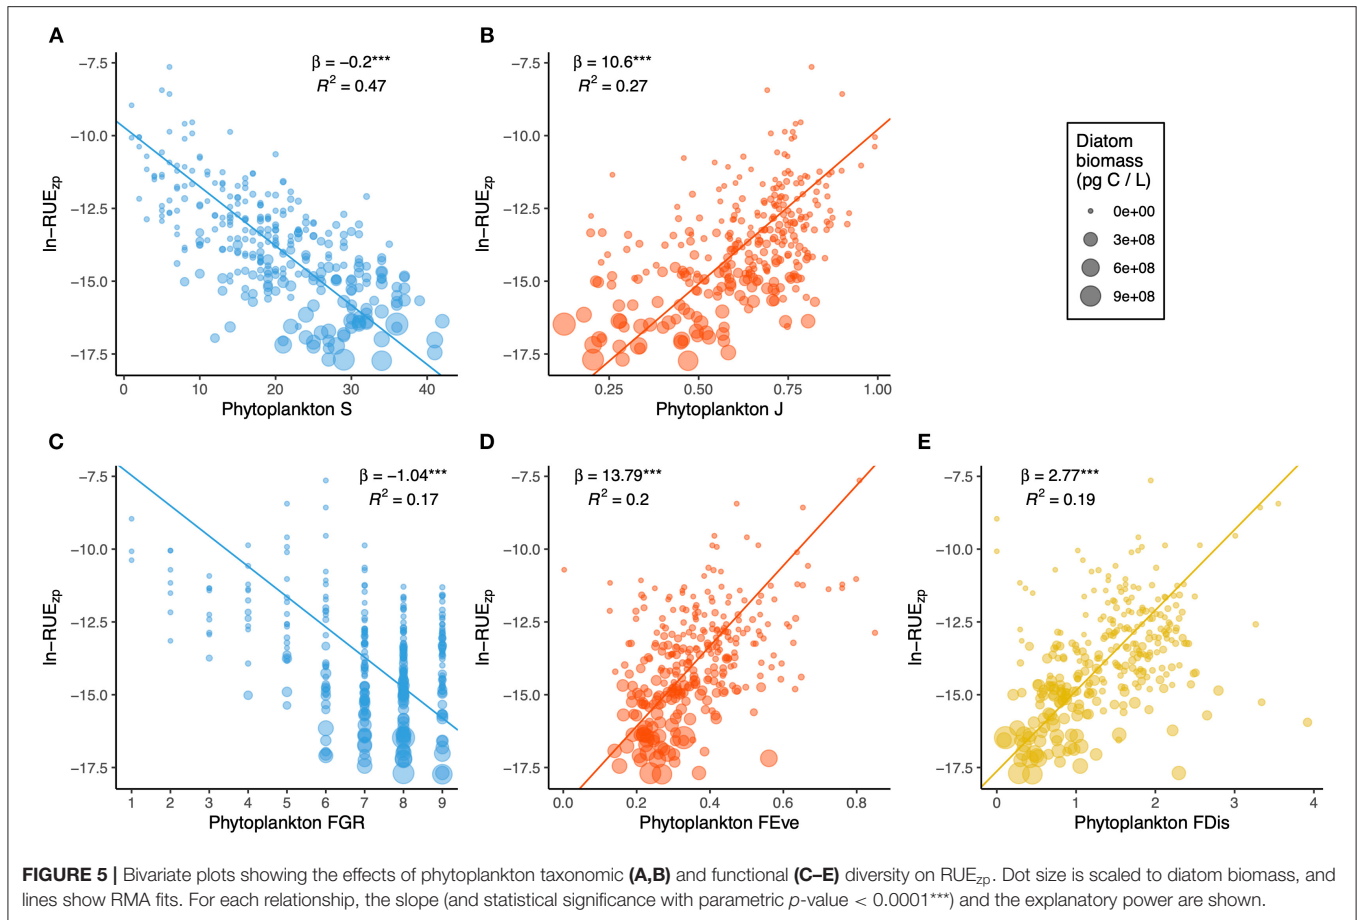 A
β = −0.2***
R² = 0.47
−7.5
−10.0
−12.5
−15.0
−17.5
ln−RUEzp
0 10 20 30 40
Phytoplankton S
B
β = 10.6***
R² = 0.27
−7.5
−10.0
−12.5
−15.0
−17.5
ln−RUEzp
0.25 0.50 0.75 1.00
Phytoplankton J
Diatom
biomass
(pg C / L)
0e+00
3e+08
6e+08
9e+08
C
β = −1.04***
R² = 0.17
−7.5
−10.0
−12.5
−15.0
−17.5
ln−RUEzp
1 2 3 4 5 6 7 8 9
Phytoplankton FGR
D
β = 13.79***
R² = 0.2
−7.5
−10.0
−12.5
−15.0
−17.5
ln−RUEzp
0.0 0.2 0.4 0.6 0.8
Phytoplankton FEve
E
β = 2.77***
R² = 0.19
−7.5
−10.0
−12.5
−15.0
−17.5
ln−RUEzp
0 1 2 3 4
Phytoplankton FDis
FIGURE 5 | Bivariate plots showing the effects of phytoplankton taxonomic (A,B) and functional (C–E) diversity on RUEzp. Dot size is scaled to diatom biomass, and
lines show RMA fits. For each relationship, the slope (and statistical significance with parametric p-value < 0.0001***) and the explanatory power are shown.